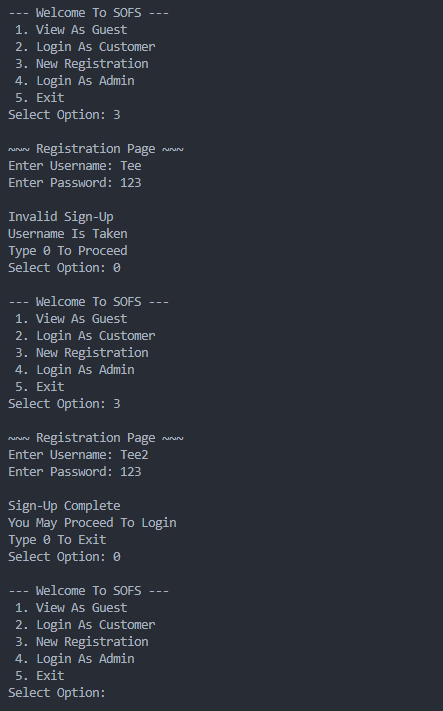 --- Welcome To SOFS ---
1. View As Guest
2. Login As Customer
3. New Registration
4. Login As Admin
5. Exit
Select Option: 3
~~~ Registration Page ~~~
Enter Username: Tee
Enter Password: 123
Invalid Sign-Up
Username Is Taken
Type 0 To Proceed
Select Option: 0
--- Welcome To SOFS ---
1. View As Guest
2. Login As Customer
3. New Registration
4. Login As Admin
5. Exit
Select Option: 3
~~~ Registration Page ~~~
Enter Username: Tee2
Enter Password: 123
Sign-Up Complete
You May Proceed To Login
Type 0 To Exit
Select Option: 0
--- Welcome To SOFS ---
1. View As Guest
2. Login As Customer
3. New Registration
4. Login As Admin
5. Exit
Select Option: